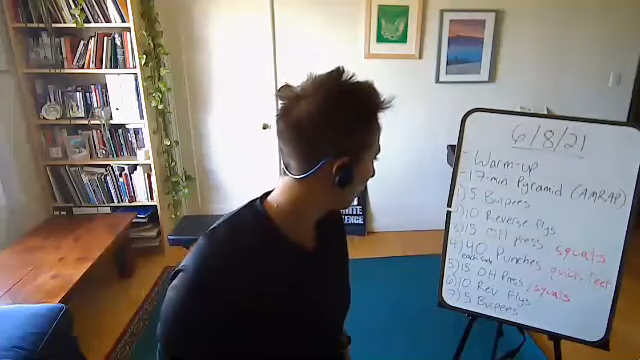 6/8/21
- Warm-up
- 17-min Pyramid (AMRAP)
1) 5 Burpees
2) 10 Reverse flys
3) 15 OH press, squats
4) 40 Punches, quick feet
each side
5) 15 OH Press, squats
6) 10 Rev flys
7) 5 Burpees